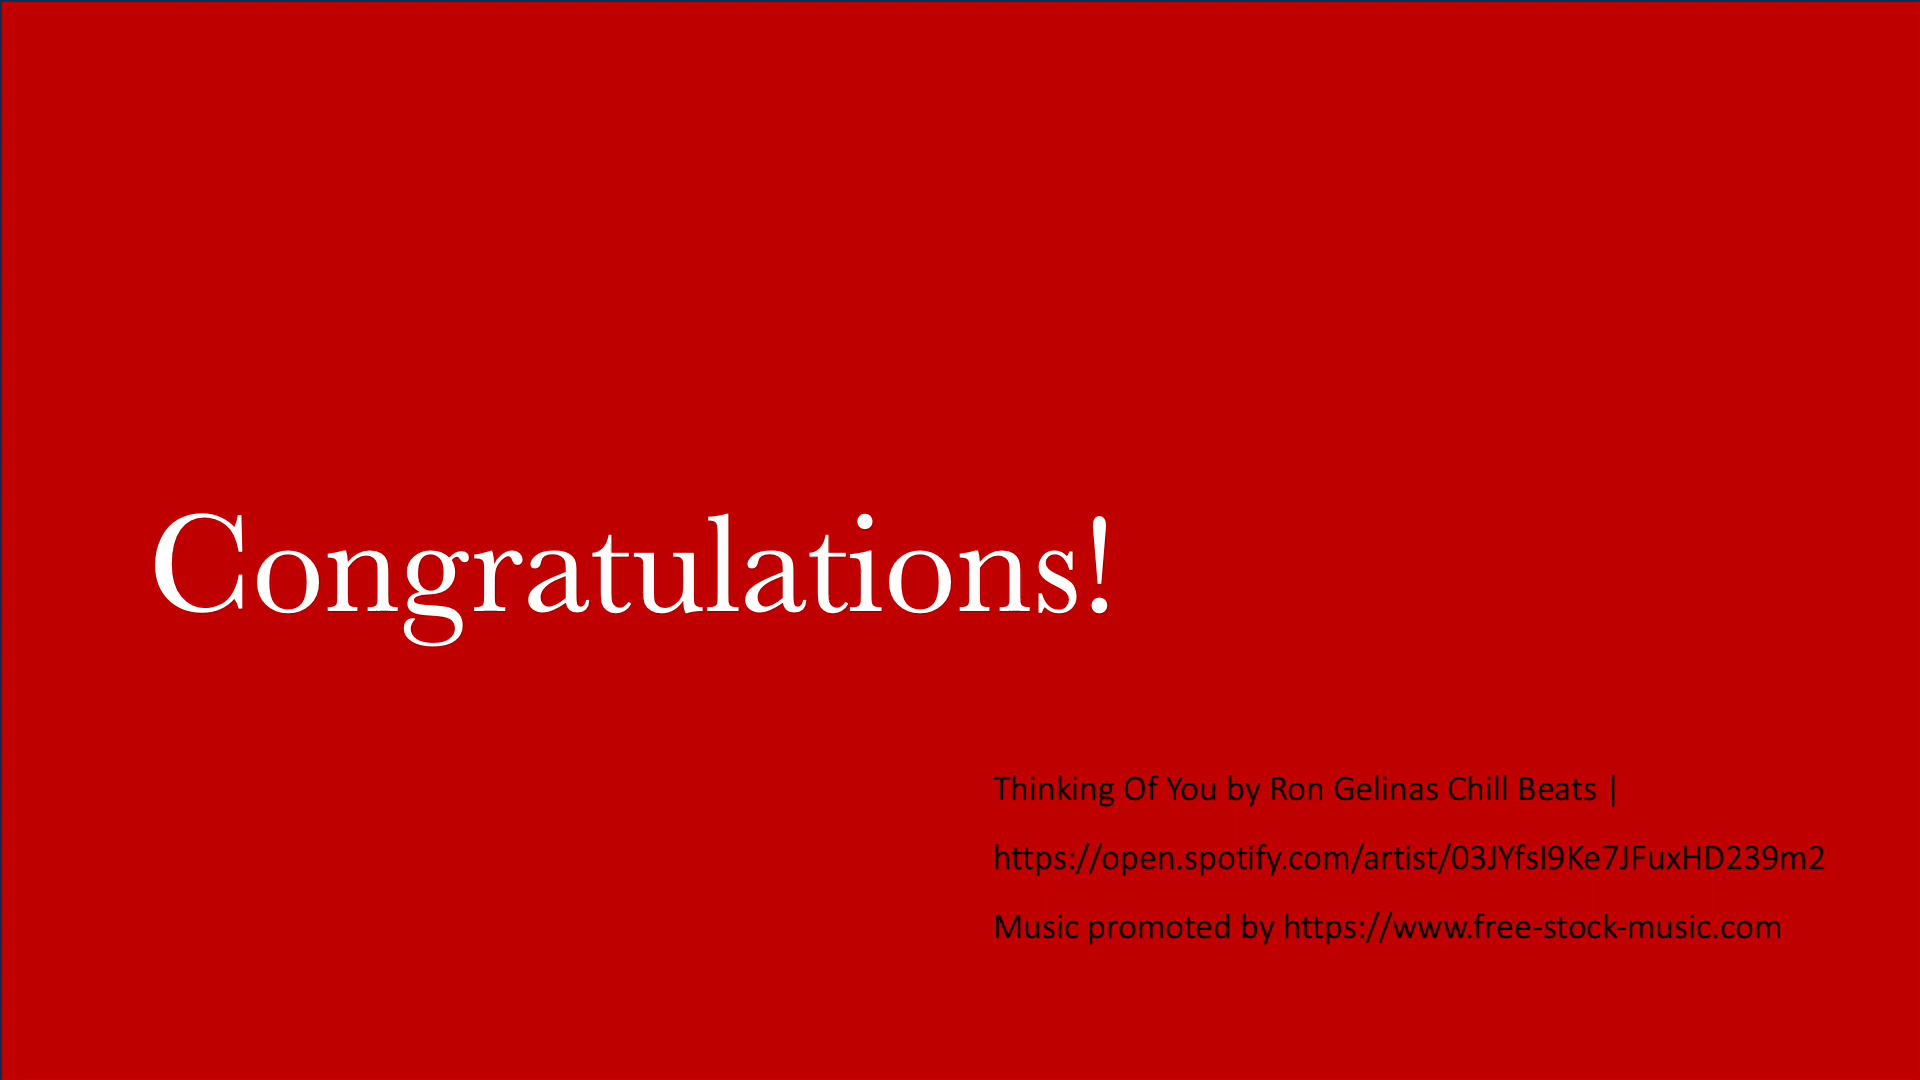 Congratulations!
Thinking Of You by Ron Gelinas Chill Beats |
https://open.spotify.com/artist/03JYfsI9Ke7JFuxHD239m2
Music promoted by https://www.free-stock-music.com